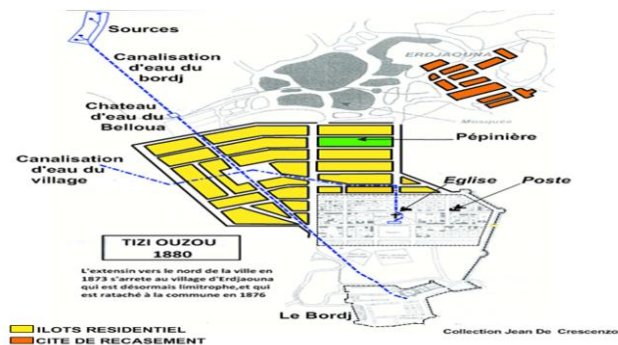 Sources
Canalisation
d'eau du
bordj
ERDJAOUNA
Chateau
d'eau du
Belloua
Mosquée
Pépinière
Canalisation
d'eau du
village
Eglise
Poste
TIZI OUZOU
1880
L'extensin vers le nord de la ville en
1873 s'arrete au village d'Erdjaouna
qui est désormais limitrophe,et qui
est rataché à la commune en 1876
Le Bordj
ILOTS RESIDENTIEL
CITE DE RECASEMENT
Collection Jean De Crescenzo